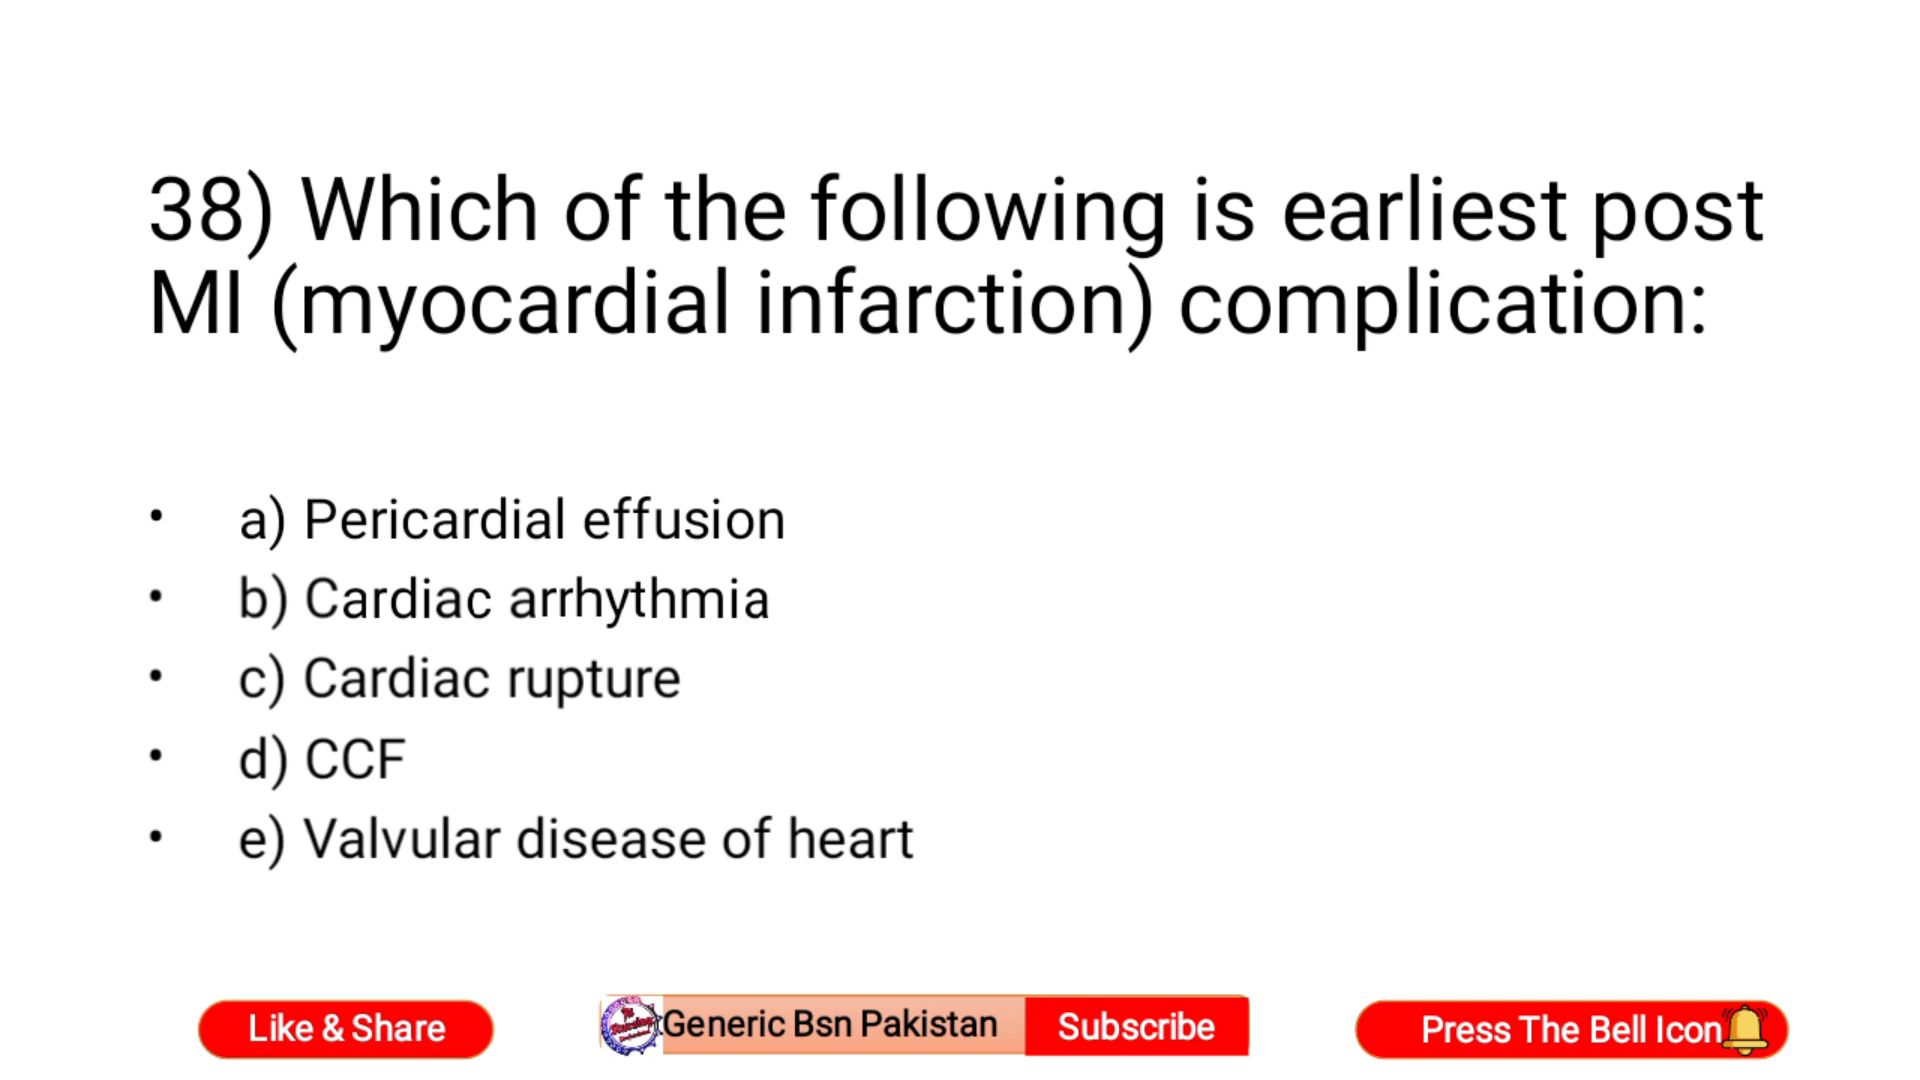 38) Which of the following is earliest post
MI (myocardial infarction) complication:
• a) Pericardial effusion
• b) Cardiac arrhythmia
• c) Cardiac rupture
• d) CCF
• e) Valvular disease of heart
Like & Share
Generic Bsn Pakistan
Subscribe
Press The Bell Icon